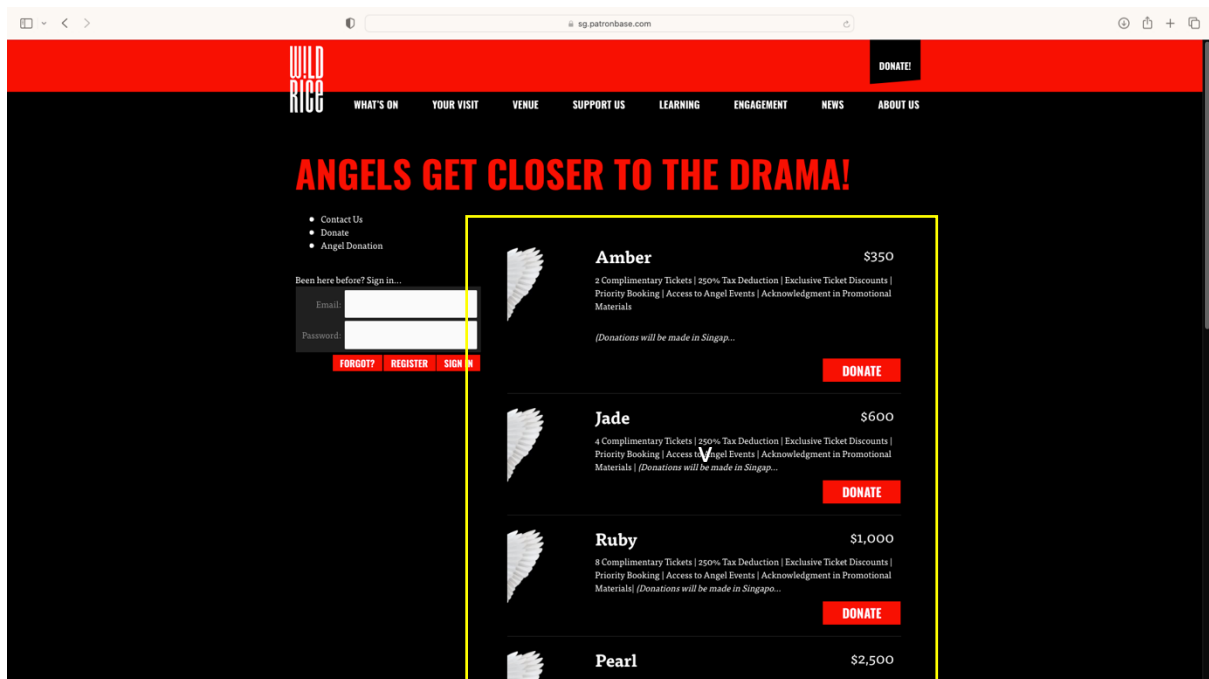 sg.patronbase.com
DONATE!
W!LD
RICE
WHAT'S ON YOUR VISIT VENUE SUPPORT US LEARNING ENGAGEMENT NEWS ABOUT US
ANGELS GET CLOSER TO THE DRAMA!
Contact Us
Donate
Angel Donation
Been here before? Sign in...
Email:
Password:
FORGOT? REGISTER SIGN IN
Amber $350
2 Complimentary Tickets | 250% Tax Deduction | Exclusive Ticket Discounts |
Priority Booking | Access to Angel Events | Acknowledgment in Promotional
Materials
(Donations will be made in Singap...
DONATE
Jade $600
4 Complimentary Tickets | 250% Tax Deduction | Exclusive Ticket Discounts |
Priority Booking | Access to Angel Events | Acknowledgment in Promotional
Materials | (Donations will be made in Singap...
V
DONATE
Ruby $1,000
8 Complimentary Tickets | 250% Tax Deduction | Exclusive Ticket Discounts |
Priority Booking | Access to Angel Events | Acknowledgment in Promotional
Materials| (Donations will be made in Singapo...
DONATE
Pearl $2,500